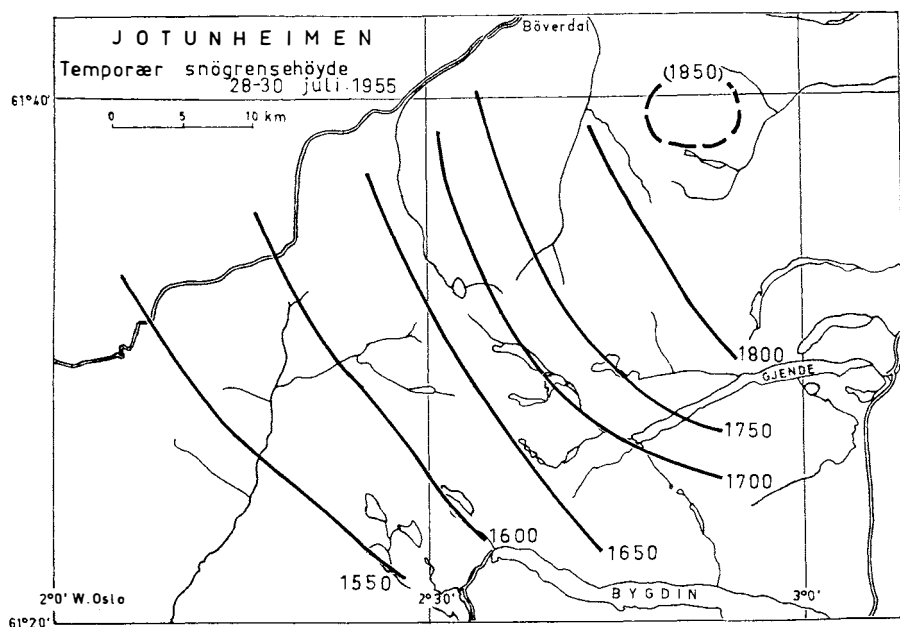 JOTUNHEIMEN
Temporær snögrensehöyde
28-30 juli 1955
0 5 10 km
Böverdal
(1850)
61°40'
1800
GJENDE
1750
1700
1600
1650
1550
BYGDIN
2°0' W. Oslo
2°30'
3°0'
61°20'